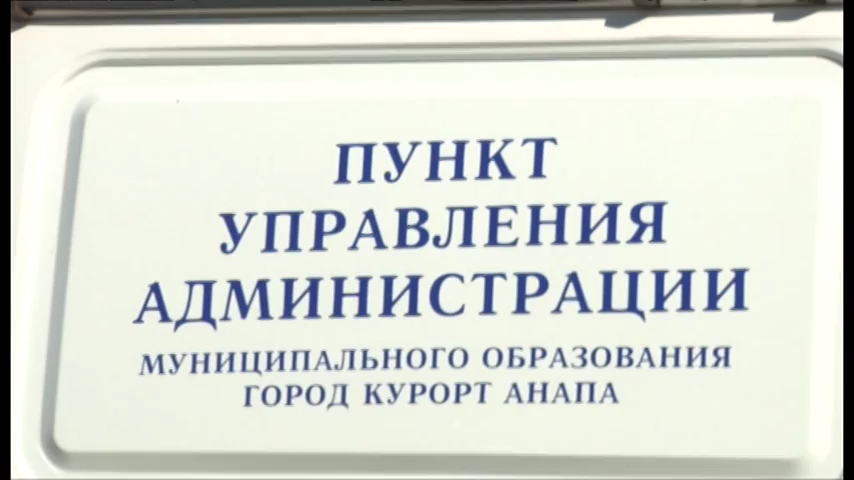 ПУНКТ
УПРАВЛЕНИЯ
АДМИНИСТРАЦИИ
МУНИЦИПАЛЬНОГО ОБРАЗОВАНИЯ
ГОРОД КУРОРТ АНАПА